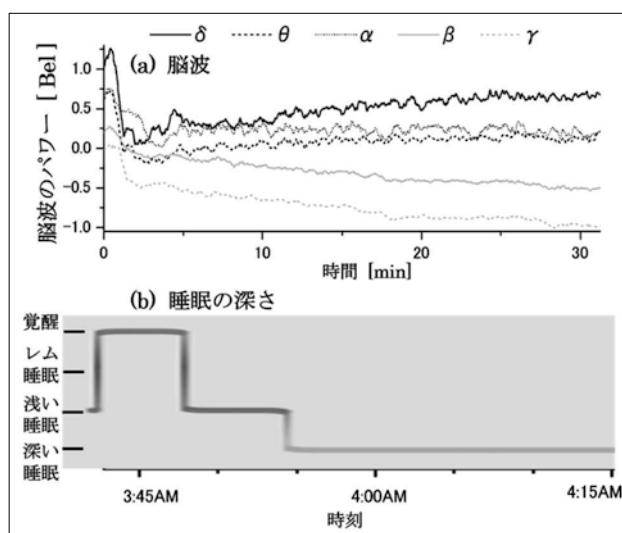 δ θ α β γ
(a) 脳波
脳波のパワー [ Bel]
1.0
0.5
0.0
-0.5
-1.0
0 10 20 30
時間 [min]
(b) 睡眠の深さ
覚醒
レム
睡眠
浅い
睡眠
深い
睡眠
3:45AM 4:00AM 4:15AM
時刻